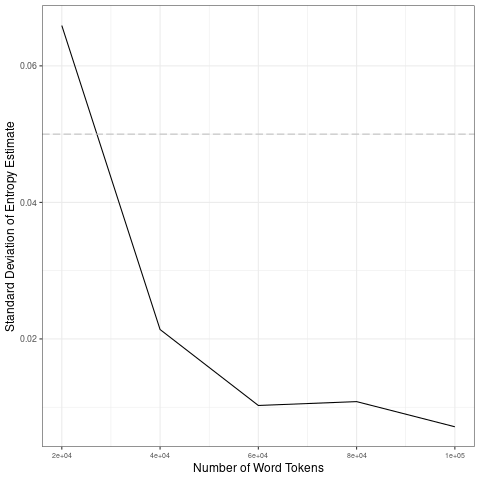 Standard Deviation of Entropy Estimate
0.06
0.04
0.02
2e+04 4e+04 6e+04 8e+04 1e+05
Number of Word Tokens